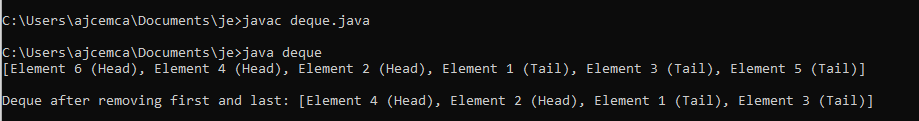 C:\Users\ajcemca\Documents\je>javac deque.java
C:\Users\ajcemca\Documents\je>java deque
[Element 6 (Head), Element 4 (Head), Element 2 (Head), Element 1 (Tail), Element 3 (Tail), Element 5 (Tail)]
Deque after removing first and last: [Element 4 (Head), Element 2 (Head), Element 1 (Tail), Element 3 (Tail)]